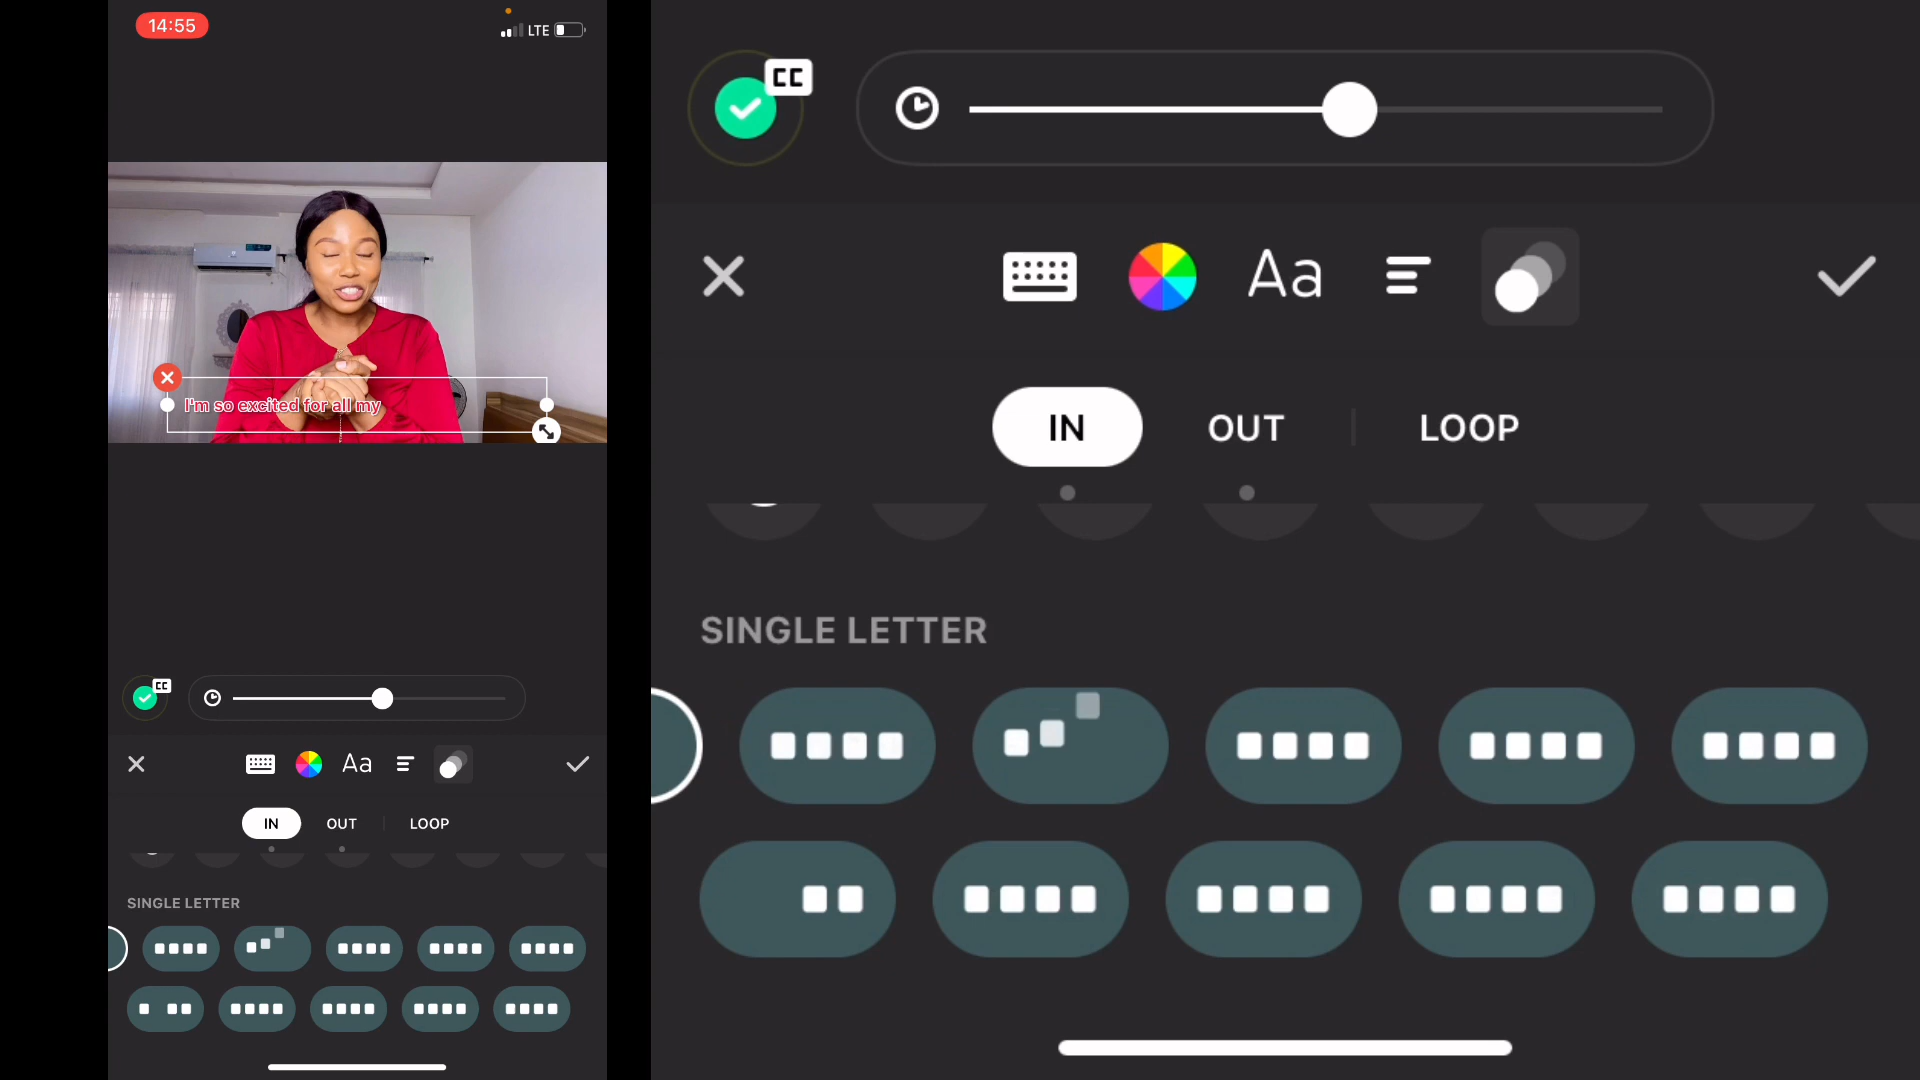 14:55
LTE
I'm so excited for all my
CC
Aa
IN OUT LOOP
SINGLE LETTER
CC
Aa
IN OUT LOOP
SINGLE LETTER